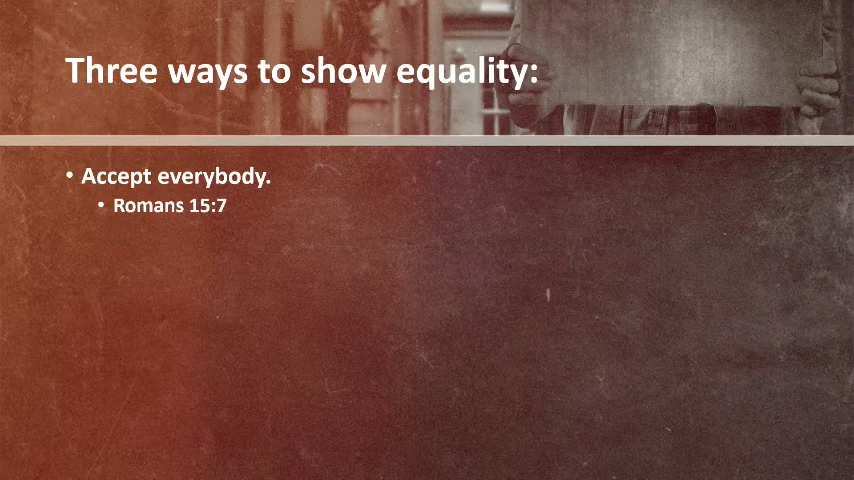 Three ways to show equality:
• Accept everybody.
• Romans 15:7